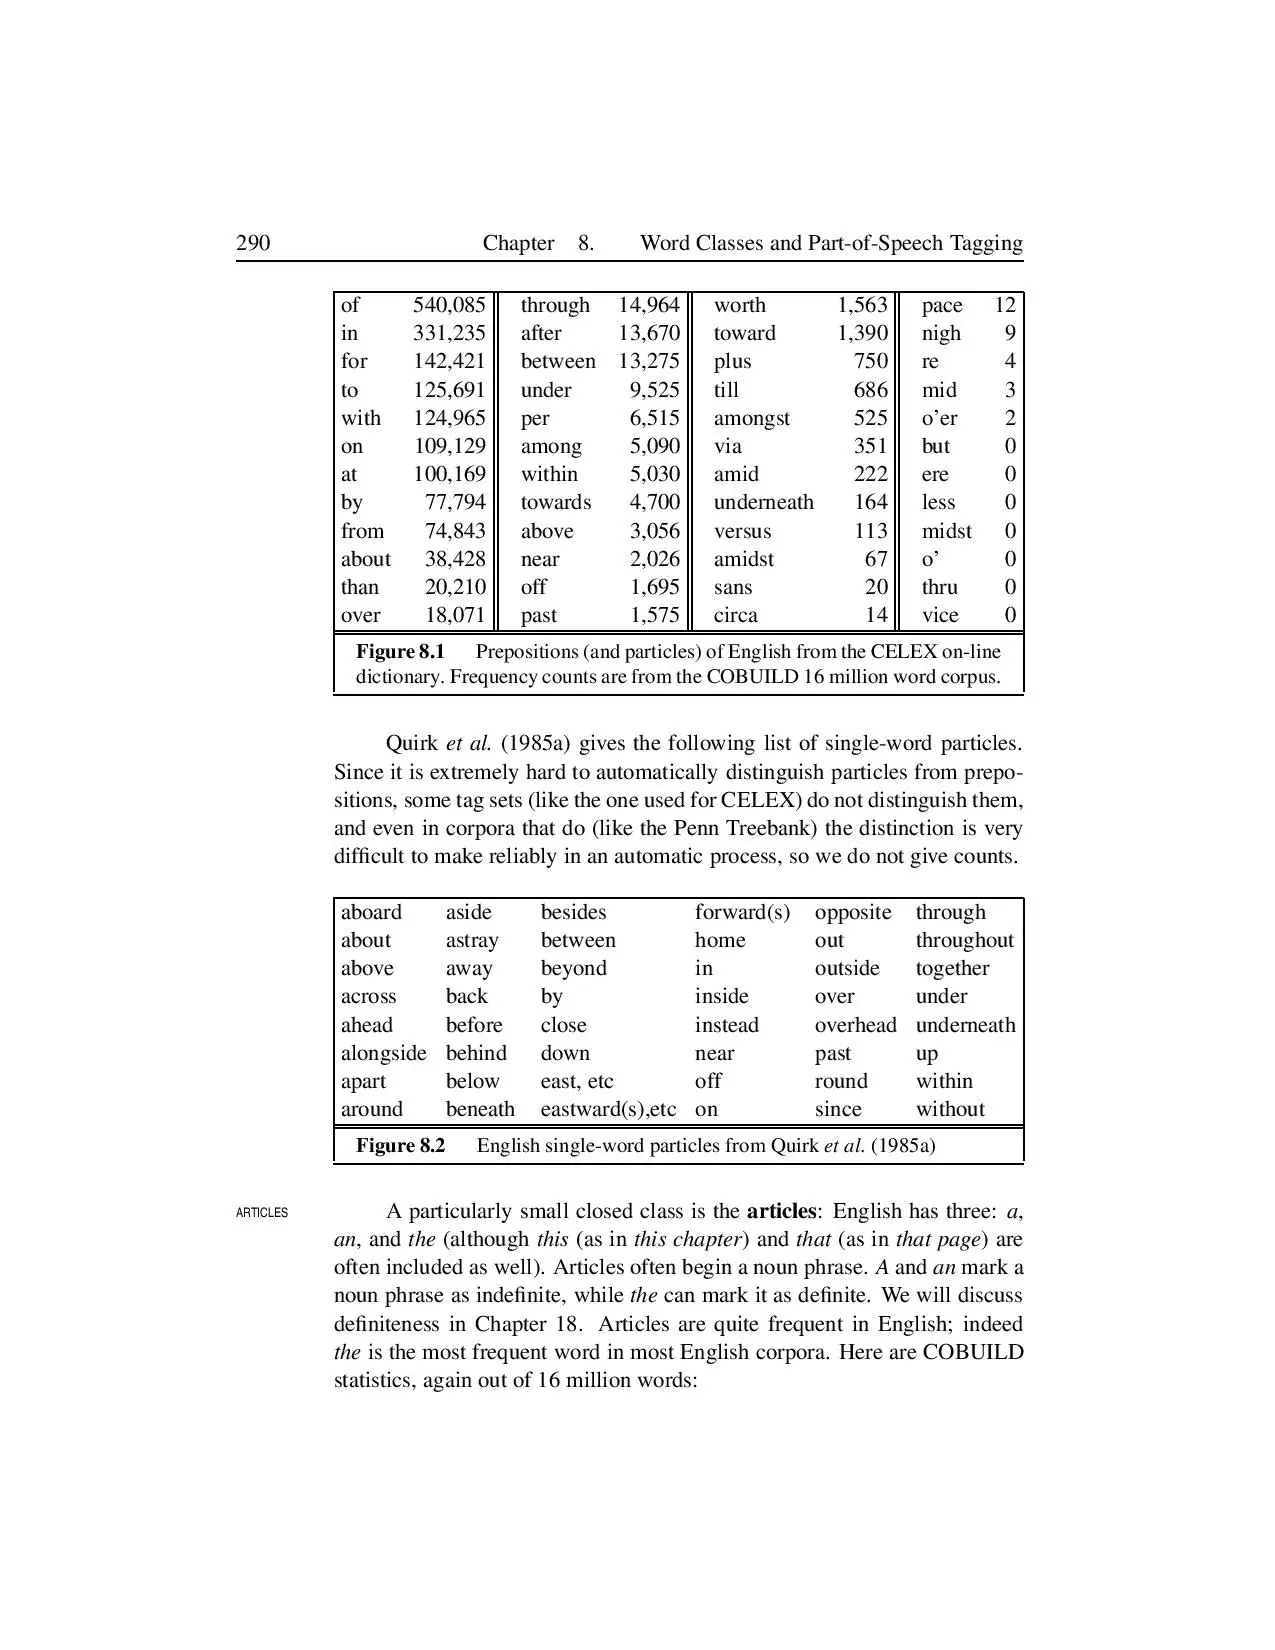 290 Chapter 8. Word Classes and Part-of-Speech Tagging
of 540,085 through 14,964 worth 1,563 pace 12
in 331,235 after 13,670 toward 1,390 nigh 9
for 142,421 between 13,275 plus 750 re 4
to 125,691 under 9,525 till 686 mid 3
with 124,965 per 6,515 amongst 525 o’er 2
on 109,129 among 5,090 via 351 but 0
at 100,169 within 5,030 amid 222 ere 0
by 77,794 towards 4,700 underneath 164 less 0
from 74,843 above 3,056 versus 113 midst 0
about 38,428 near 2,026 amidst 67 o’ 0
than 20,210 off 1,695 sans 20 thru 0
over 18,071 past 1,575 circa 14 vice 0
Figure 8.1 Prepositions (and particles) of English from the CELEX on-line
dictionary. Frequency counts are from the COBUILD 16 million word corpus.
Quirk et al. (1985a) gives the following list of single-word particles.
Since it is extremely hard to automatically distinguish particles from prepo-
sitions, some tag sets (like the one used for CELEX) do not distinguish them,
and even in corpora that do (like the Penn Treebank) the distinction is very
difficult to make reliably in an automatic process, so we do not give counts.
aboard aside besides forward(s) opposite through
about astray between home out throughout
above away beyond in outside together
across back by inside over under
ahead before close instead overhead underneath
alongside behind down near past up
apart below east, etc off round within
around beneath eastward(s),etc on since without
Figure 8.2 English single-word particles from Quirk et al. (1985a)
ARTICLES A particularly small closed class is the articles: English has three: a,
an, and the (although this (as in this chapter) and that (as in that page) are
often included as well). Articles often begin a noun phrase. A and an mark a
noun phrase as indefinite, while the can mark it as definite. We will discuss
definiteness in Chapter 18. Articles are quite frequent in English; indeed
the is the most frequent word in most English corpora. Here are COBUILD
statistics, again out of 16 million words: